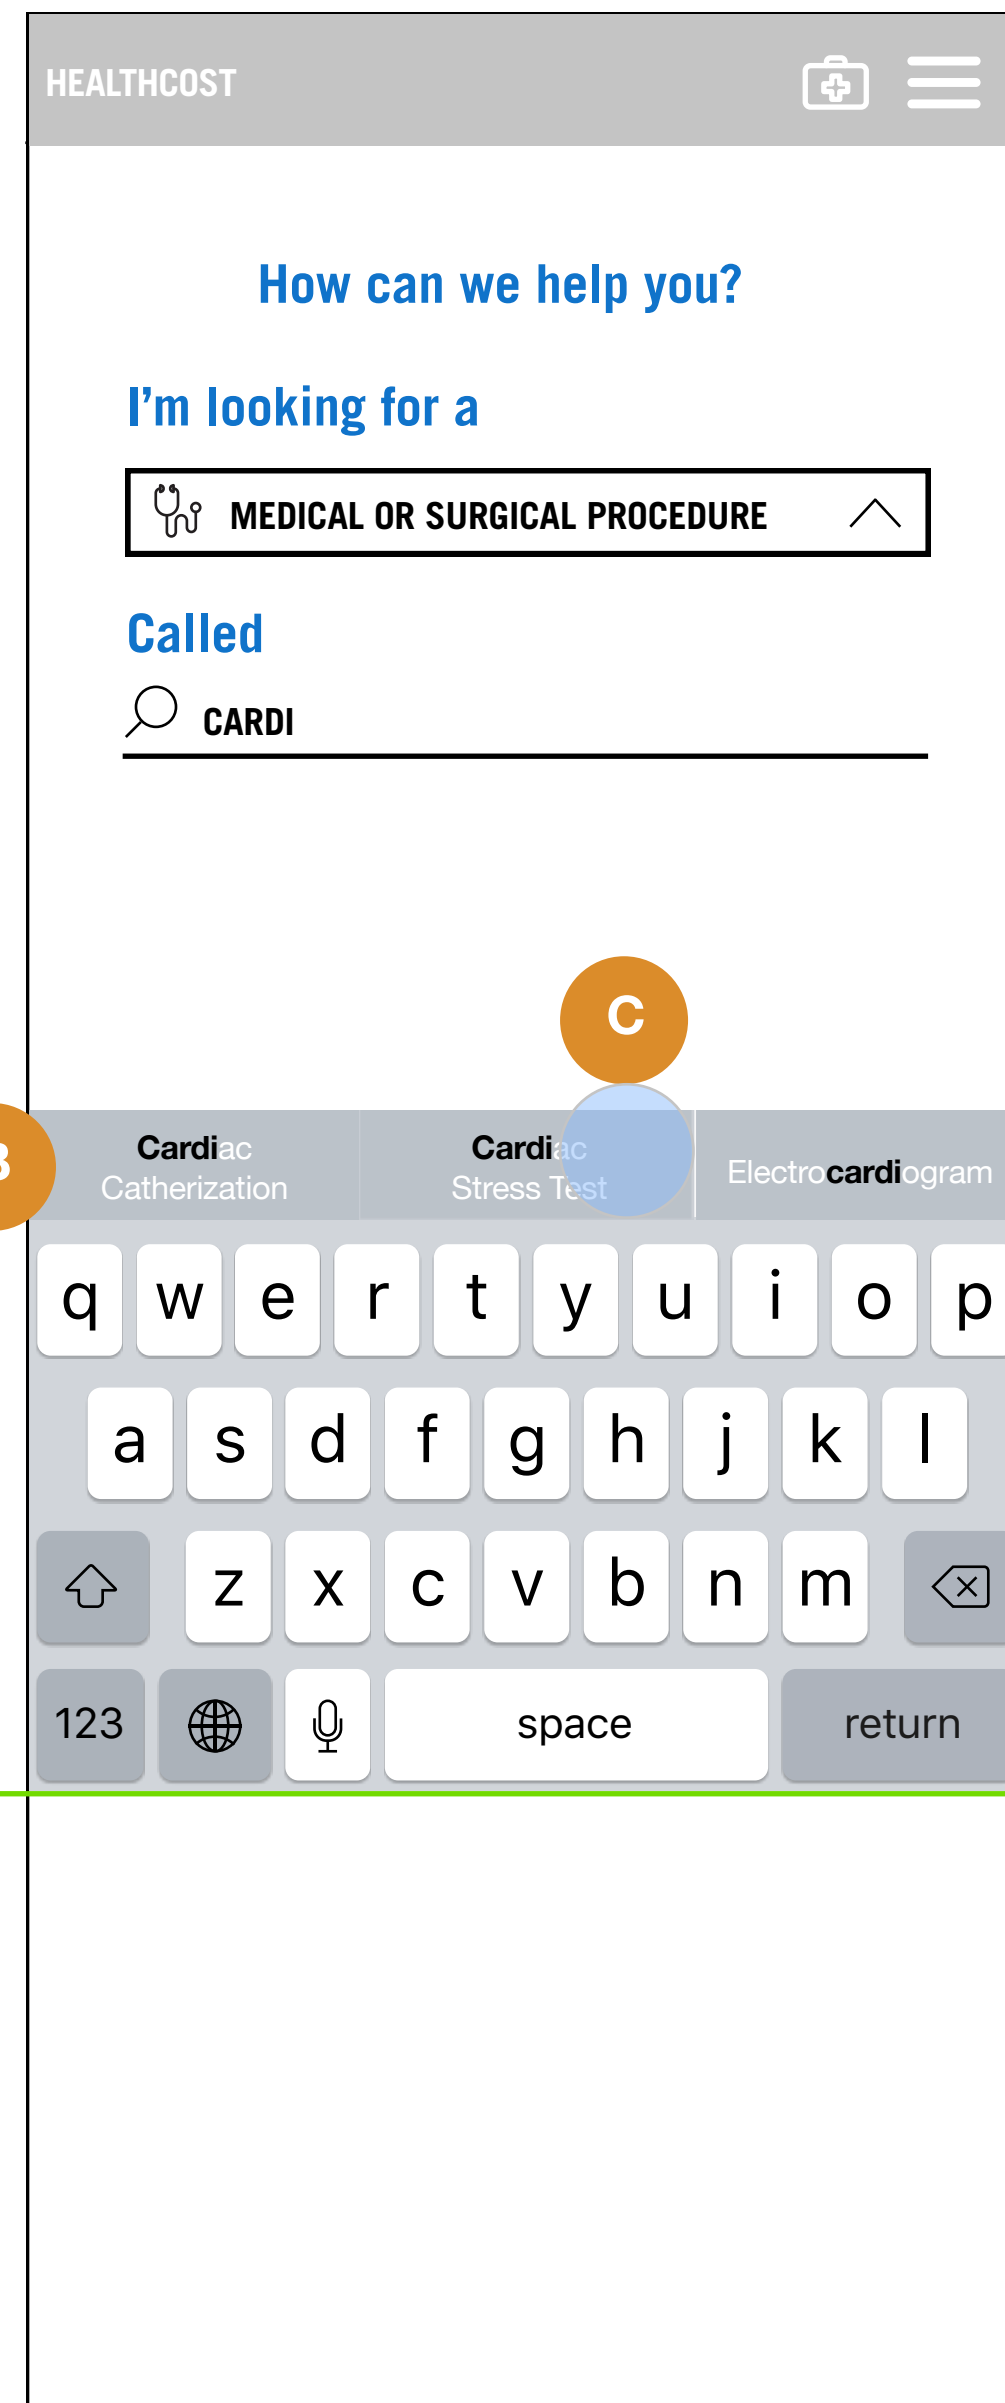 HEALTHCOST
How can we help you?
I'm looking for a
MEDICAL OR SURGICAL PROCEDURE
Called
CARDI
C
B
Cardiac
Catherization
Cardiac
Stress Test
Electrocardiogram
q w e r t y u i o p
a s d f g h j k l
z x c v b n m
123 space return